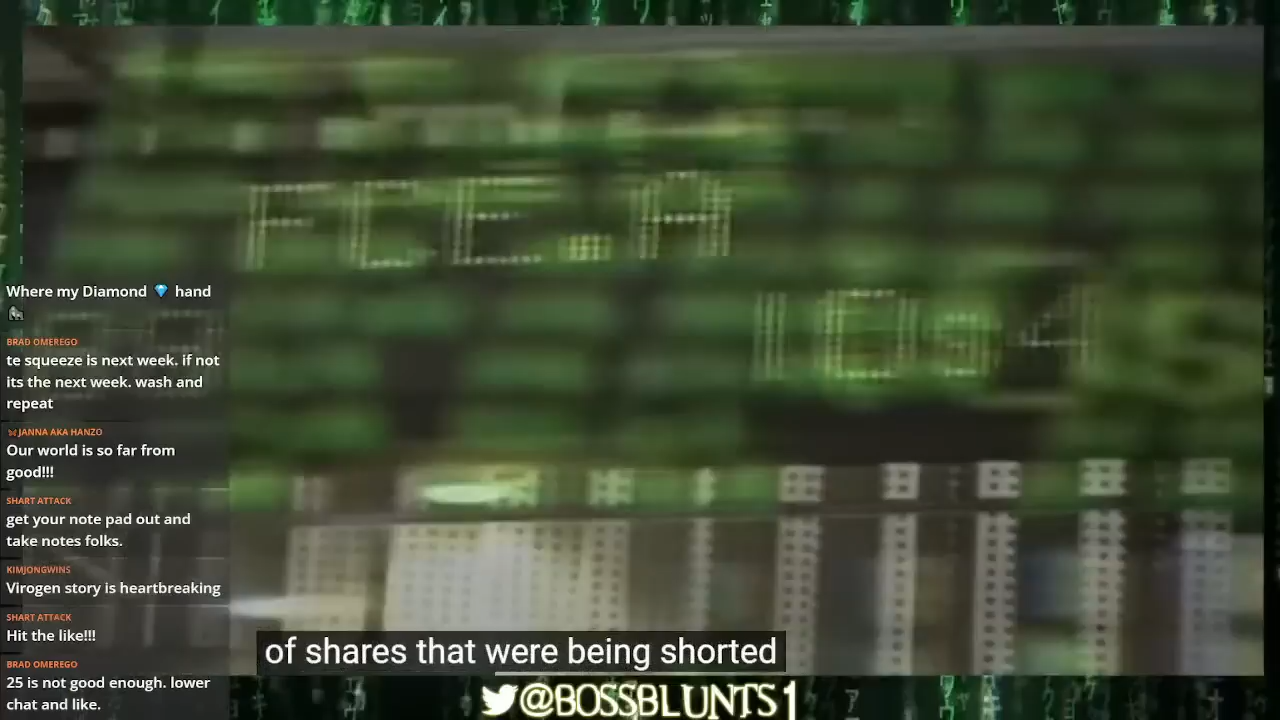 FCE.A
Where my Diamond 💎 hand
BRAD OMEREGO
te squeeze is next week. if not
its the next week. wash and
repeat
JANNA AKA HANZO
Our world is so far from
good!!!
SHART ATTACK
get your note pad out and
take notes folks.
KIMJONGWINS
Virogen story is heartbreaking
SHART ATTACK
Hit the like!!!
BRAD OMEREGO
25 is not good enough. lower
chat and like.
of shares that were being shorted
@BOSSBLUNTS1